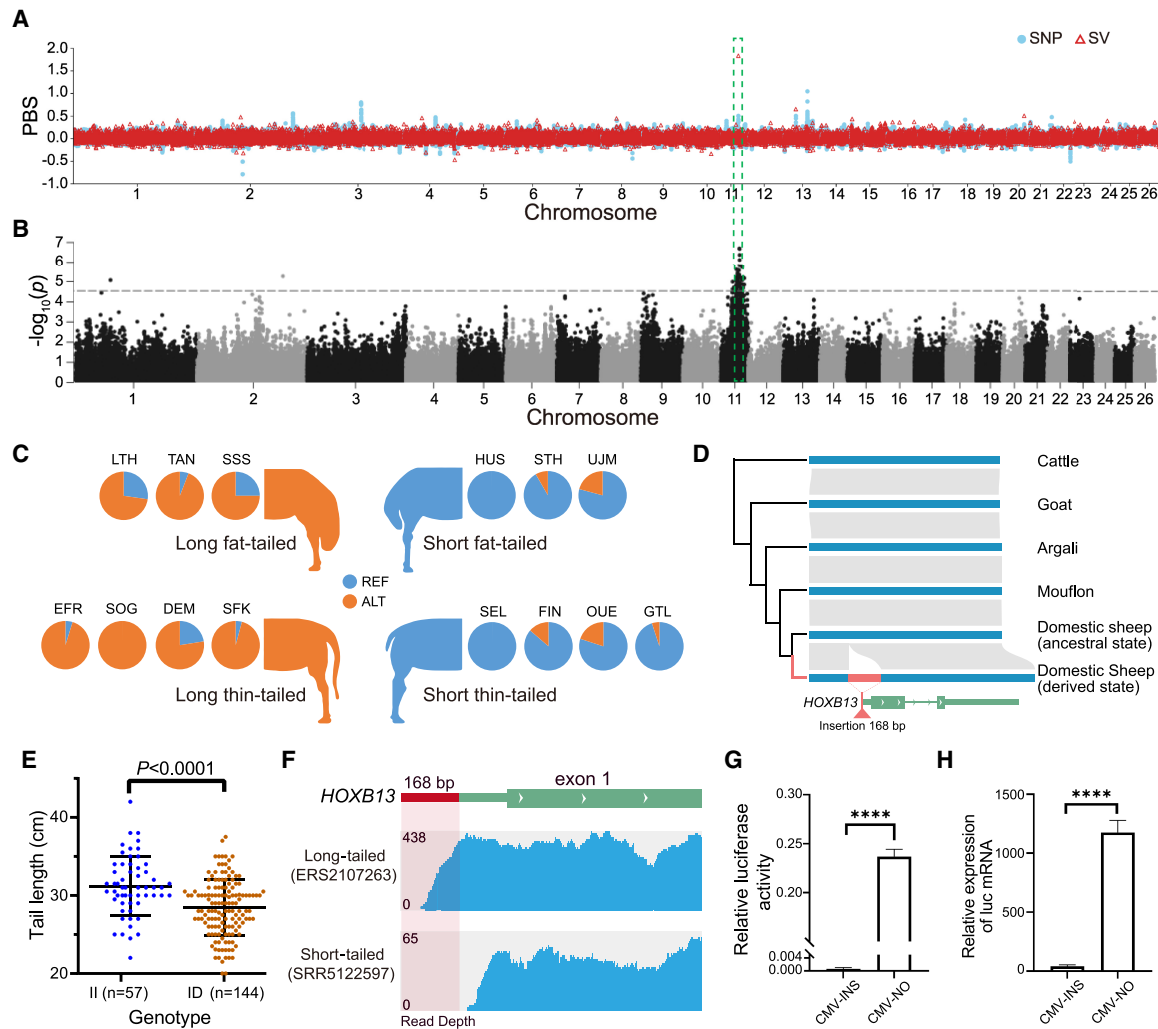 A
SNP
SV
PBS
2.0
1.5
1.0
0.5
0.0
-0.5
-1.0
1 2 3 4 5 6 7 8 9 10 11 12 13 14 15 16 17 18 19 20 21 22 23 24 25 26
Chromosome
B
-log10(p)
7
6
5
4
3
2
1
0
1 2 3 4 5 6 7 8 9 10 11 12 13 14 15 16 17 18 19 20 21 22 23 24 25 26
Chromosome
C
LTH TAN SSS
Long fat-tailed
HUS STH UJM
Short fat-tailed
REF
ALT
EFR SOG DEM SFK
Long thin-tailed
SEL FIN OUE GTL
Short thin-tailed
D
Cattle
Goat
Argali
Mouflon
Domestic sheep
(ancestral state)
Domestic Sheep
(derived state)
HOXB13
Insertion 168 bp
E
P<0.0001
Tail length (cm)
40
30
20
II (n=57) ID (n=144)
Genotype
F
168 bp
exon 1
HOXB13
438
Long-tailed
(ERS2107263)
0
65
Short-tailed
(SRR5122597)
0
Read Depth
G
Relative luciferase
activity
0.30
0.25
0.20
0.004
0.000
****
CMV-INS
CMV-NO
H
Relative expression
of luc mRNA
1500
1000
500
0
****
CMV-INS
CMV-NO